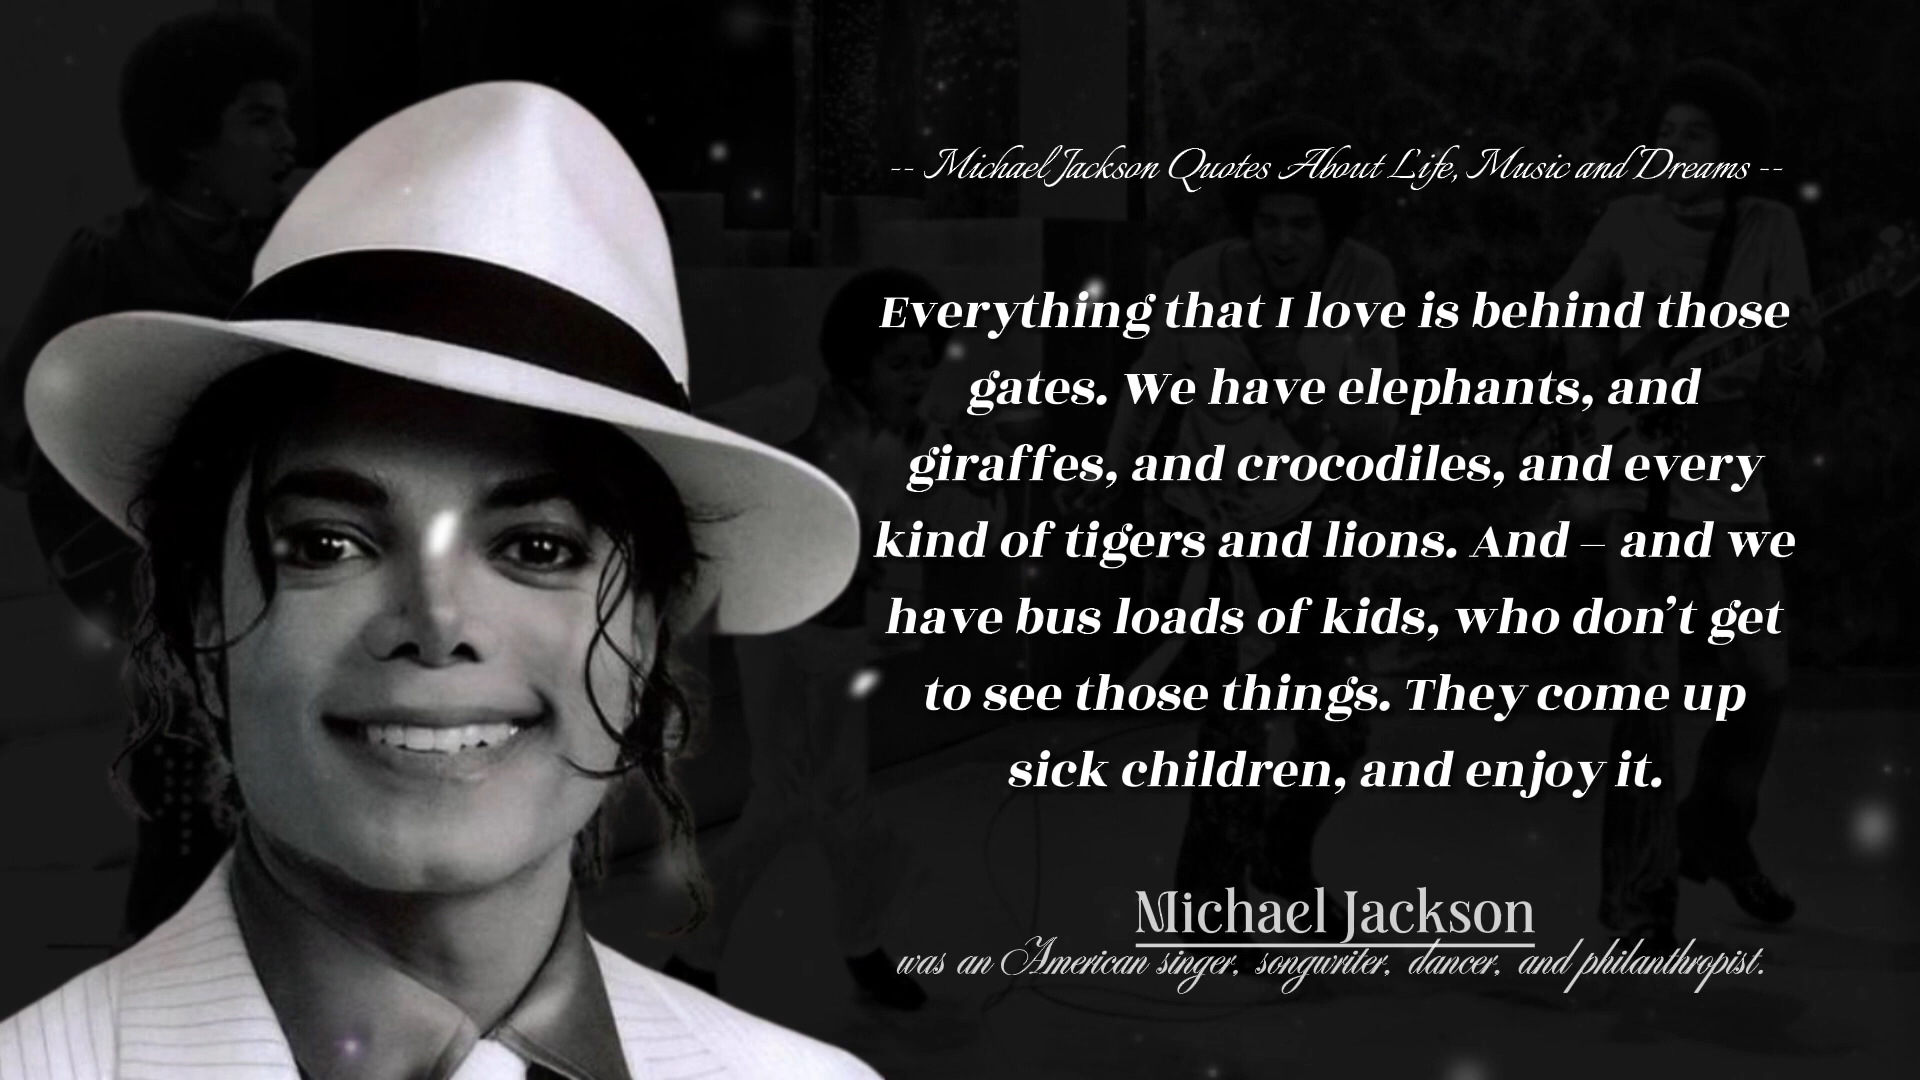 -- Michael Jackson Quotes About Life, Music and Dreams --
Everything that I love is behind those
gates. We have elephants, and
giraffes, and crocodiles, and every
kind of tigers and lions. And – and we
have bus loads of kids, who don’t get
to see those things. They come up
sick children, and enjoy it.
Michael Jackson
was an American singer, songwriter, dancer, and philanthropist.